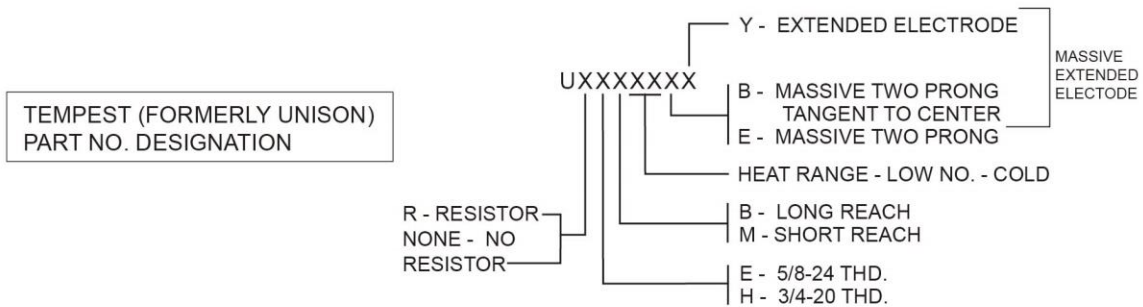 Y - EXTENDED ELECTRODE
MASSIVE
EXTENDED
ELECTODE
UXXXXXXX
B - MASSIVE TWO PRONG
TANGENT TO CENTER
E - MASSIVE TWO PRONG
TEMPEST (FORMERLY UNISON)
PART NO. DESIGNATION
HEAT RANGE - LOW NO. - COLD
R - RESISTOR
NONE - NO
RESISTOR
B - LONG REACH
M - SHORT REACH
E - 5/8-24 THD.
H - 3/4-20 THD.